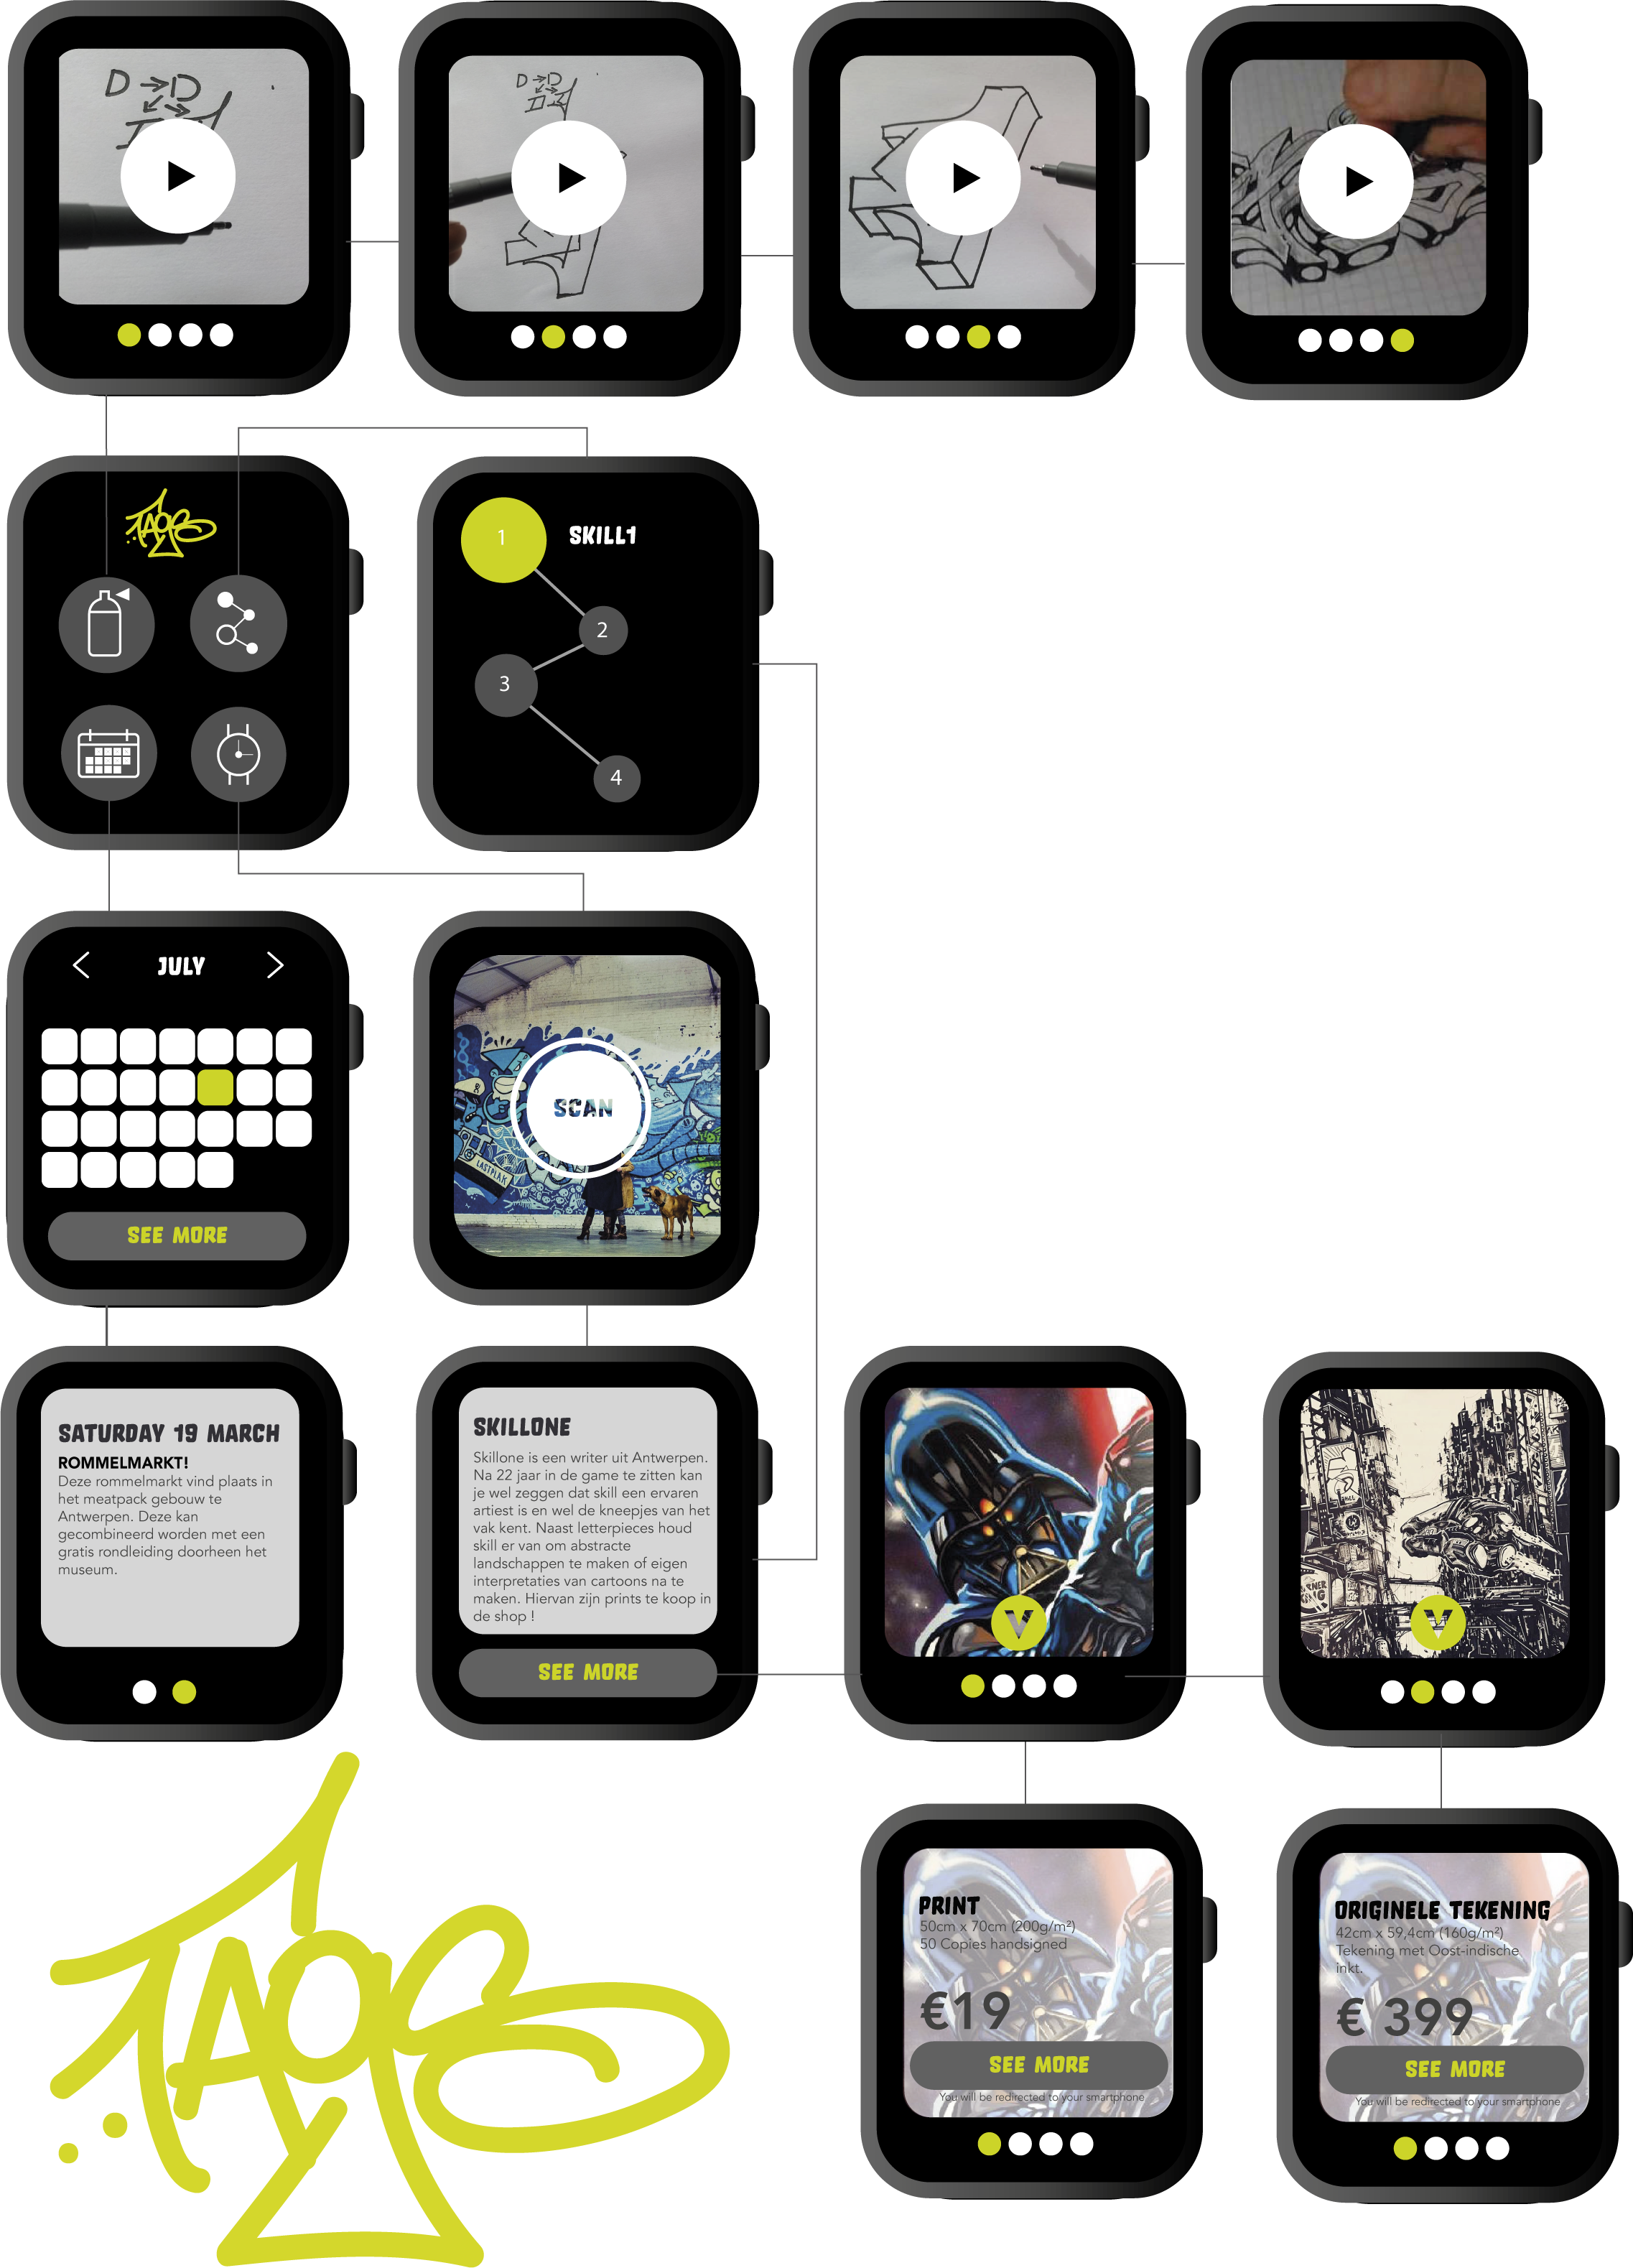 D → D
D → D
TAGS
1
SKILL1
2
3
4
JULY
SCAN
LASTPLAK
SEE MORE
SATURDAY 19 MARCH
ROMMELMARKT!
Deze rommelmarkt vind plaats in
het meatpack gebouw te
Antwerpen. Deze kan
gecombineerd worden met een
gratis rondleiding doorheen het
museum.
SKILLONE
Skillone is een writer uit Antwerpen.
Na 22 jaar in de game te zitten kan
je wel zeggen dat skill een ervaren
artiest is en wel de kneepjes van het
vak kent. Naast letterpieces houd
skill er van om abstracte
landschappen te maken of eigen
interpretaties van cartoons na te
maken. Hiervan zijn prints te koop in
de shop !
SEE MORE
V
V
PRINT
50cm x 70cm (200g/m²)
50 Copies handsigned
€19
SEE MORE
You will be redirected to your smartphone
ORIGINELE TEKENING
42cm x 59,4cm (160g/m²)
Tekening met Oost-indische
inkt.
€ 399
SEE MORE
You will be redirected to your smartphone
TAGS